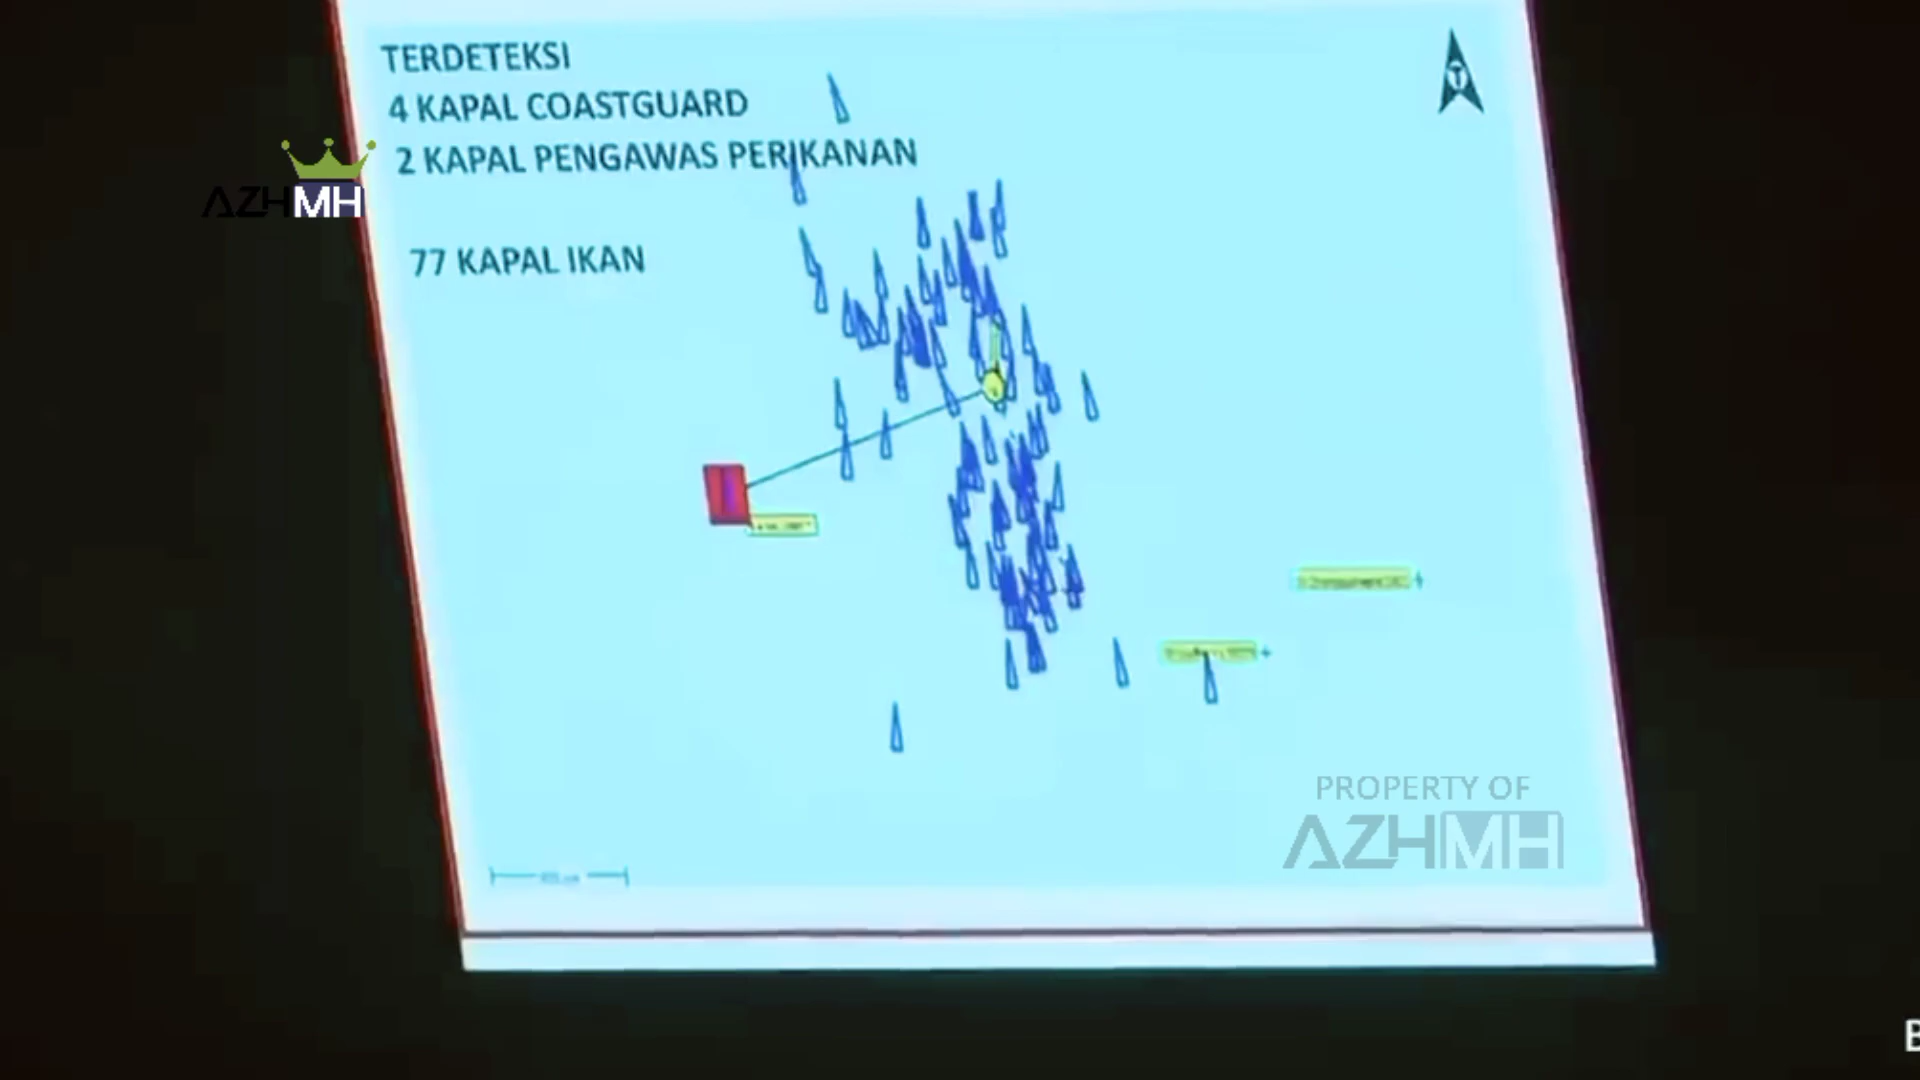 TERDETEKSI
4 KAPAL COASTGUARD
2 KAPAL PENGAWAS PERIKANAN
77 KAPAL IKAN
AZHMH
T
PROPERTY OF
AZHMH
B